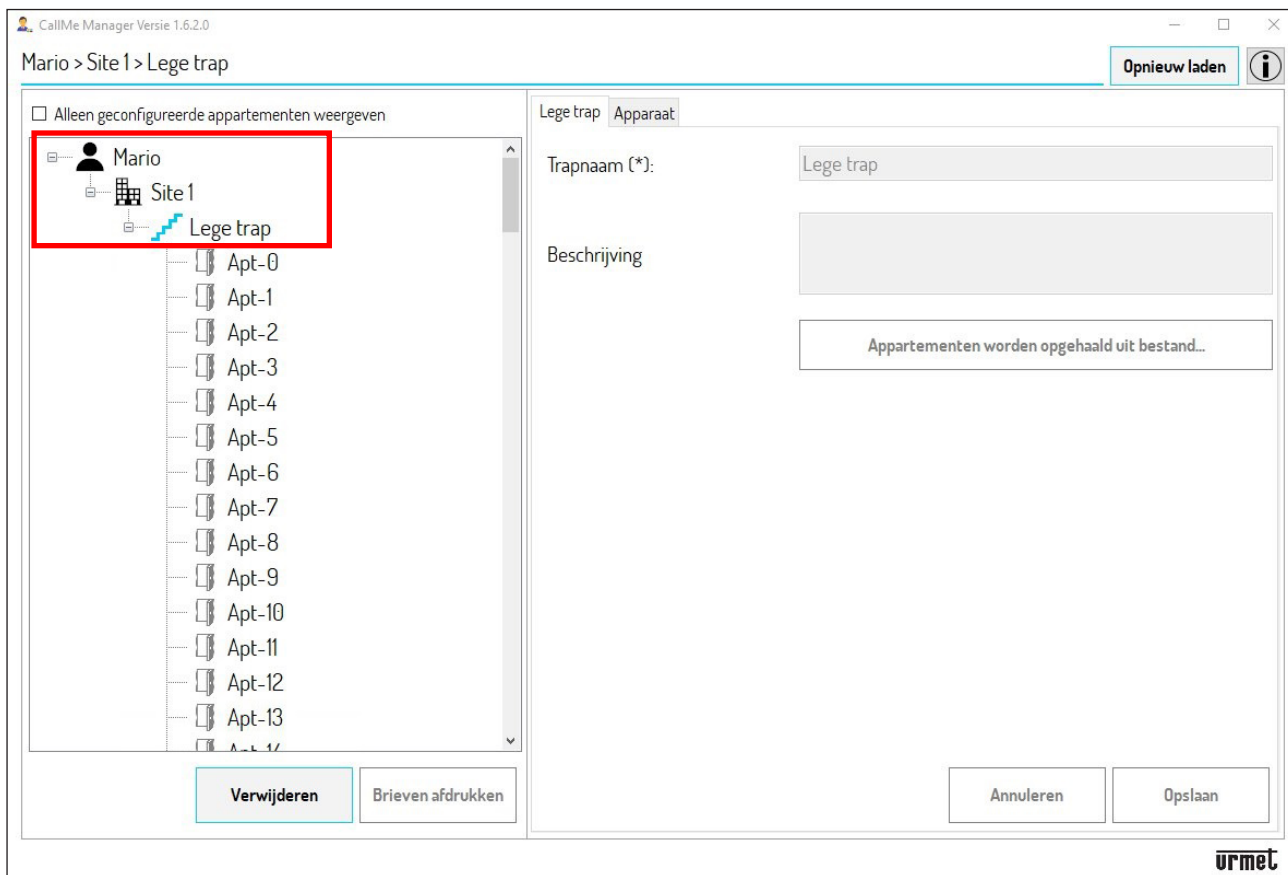 CallMe Manager Versie 1.6.2.0
Mario > Site 1 > Lege trap
Opnieuw laden
Alleen geconfigureerde appartementen weergeven
Mario
Site 1
Lege trap
Apt-0
Apt-1
Apt-2
Apt-3
Apt-4
Apt-5
Apt-6
Apt-7
Apt-8
Apt-9
Apt-10
Apt-11
Apt-12
Apt-13
Verwijderen
Brieven afdrukken
Lege trap
Apparaat
Trapnaam (*):
Lege trap
Beschrijving
Appartementen worden opgehaald uit bestand...
Annuleren
Opslaan
urmet